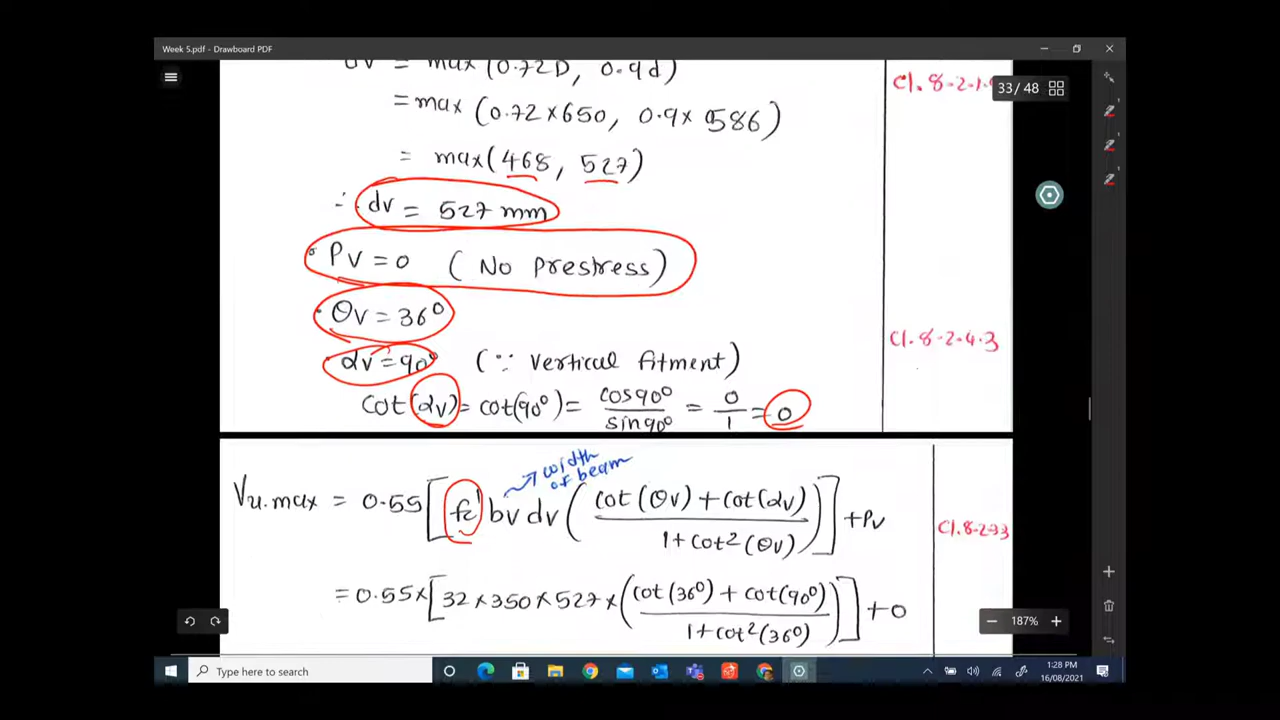 Week 5.pdf - Drawboard PDF
dv = max (0.72D, 0.9d)
Cl. 8-2-1.9
33 / 48
= max (0.72×650, 0.9×586)
= max(468, 527)
∴ dv = 527 mm
• Pv = 0 (No prestress)
• θv = 36°
Cl. 8-2-4-3
• αv = 90° (∵ vertical fitment)
cot(αv) = cot(90°) = cos90°/sin90° = 0/1 = 0
width of beam
Vu.max = 0.55 [fc' bv dv (cot(θv) + cot(αv) / 1 + cot²(θv))] + Pv
Cl. 8-2-3-3
= 0.55× [32×350×527× (cot(36°) + cot(90°) / 1 + cot²(36°))] + 0
187%
Type here to search
1:28 PM
16/08/2021